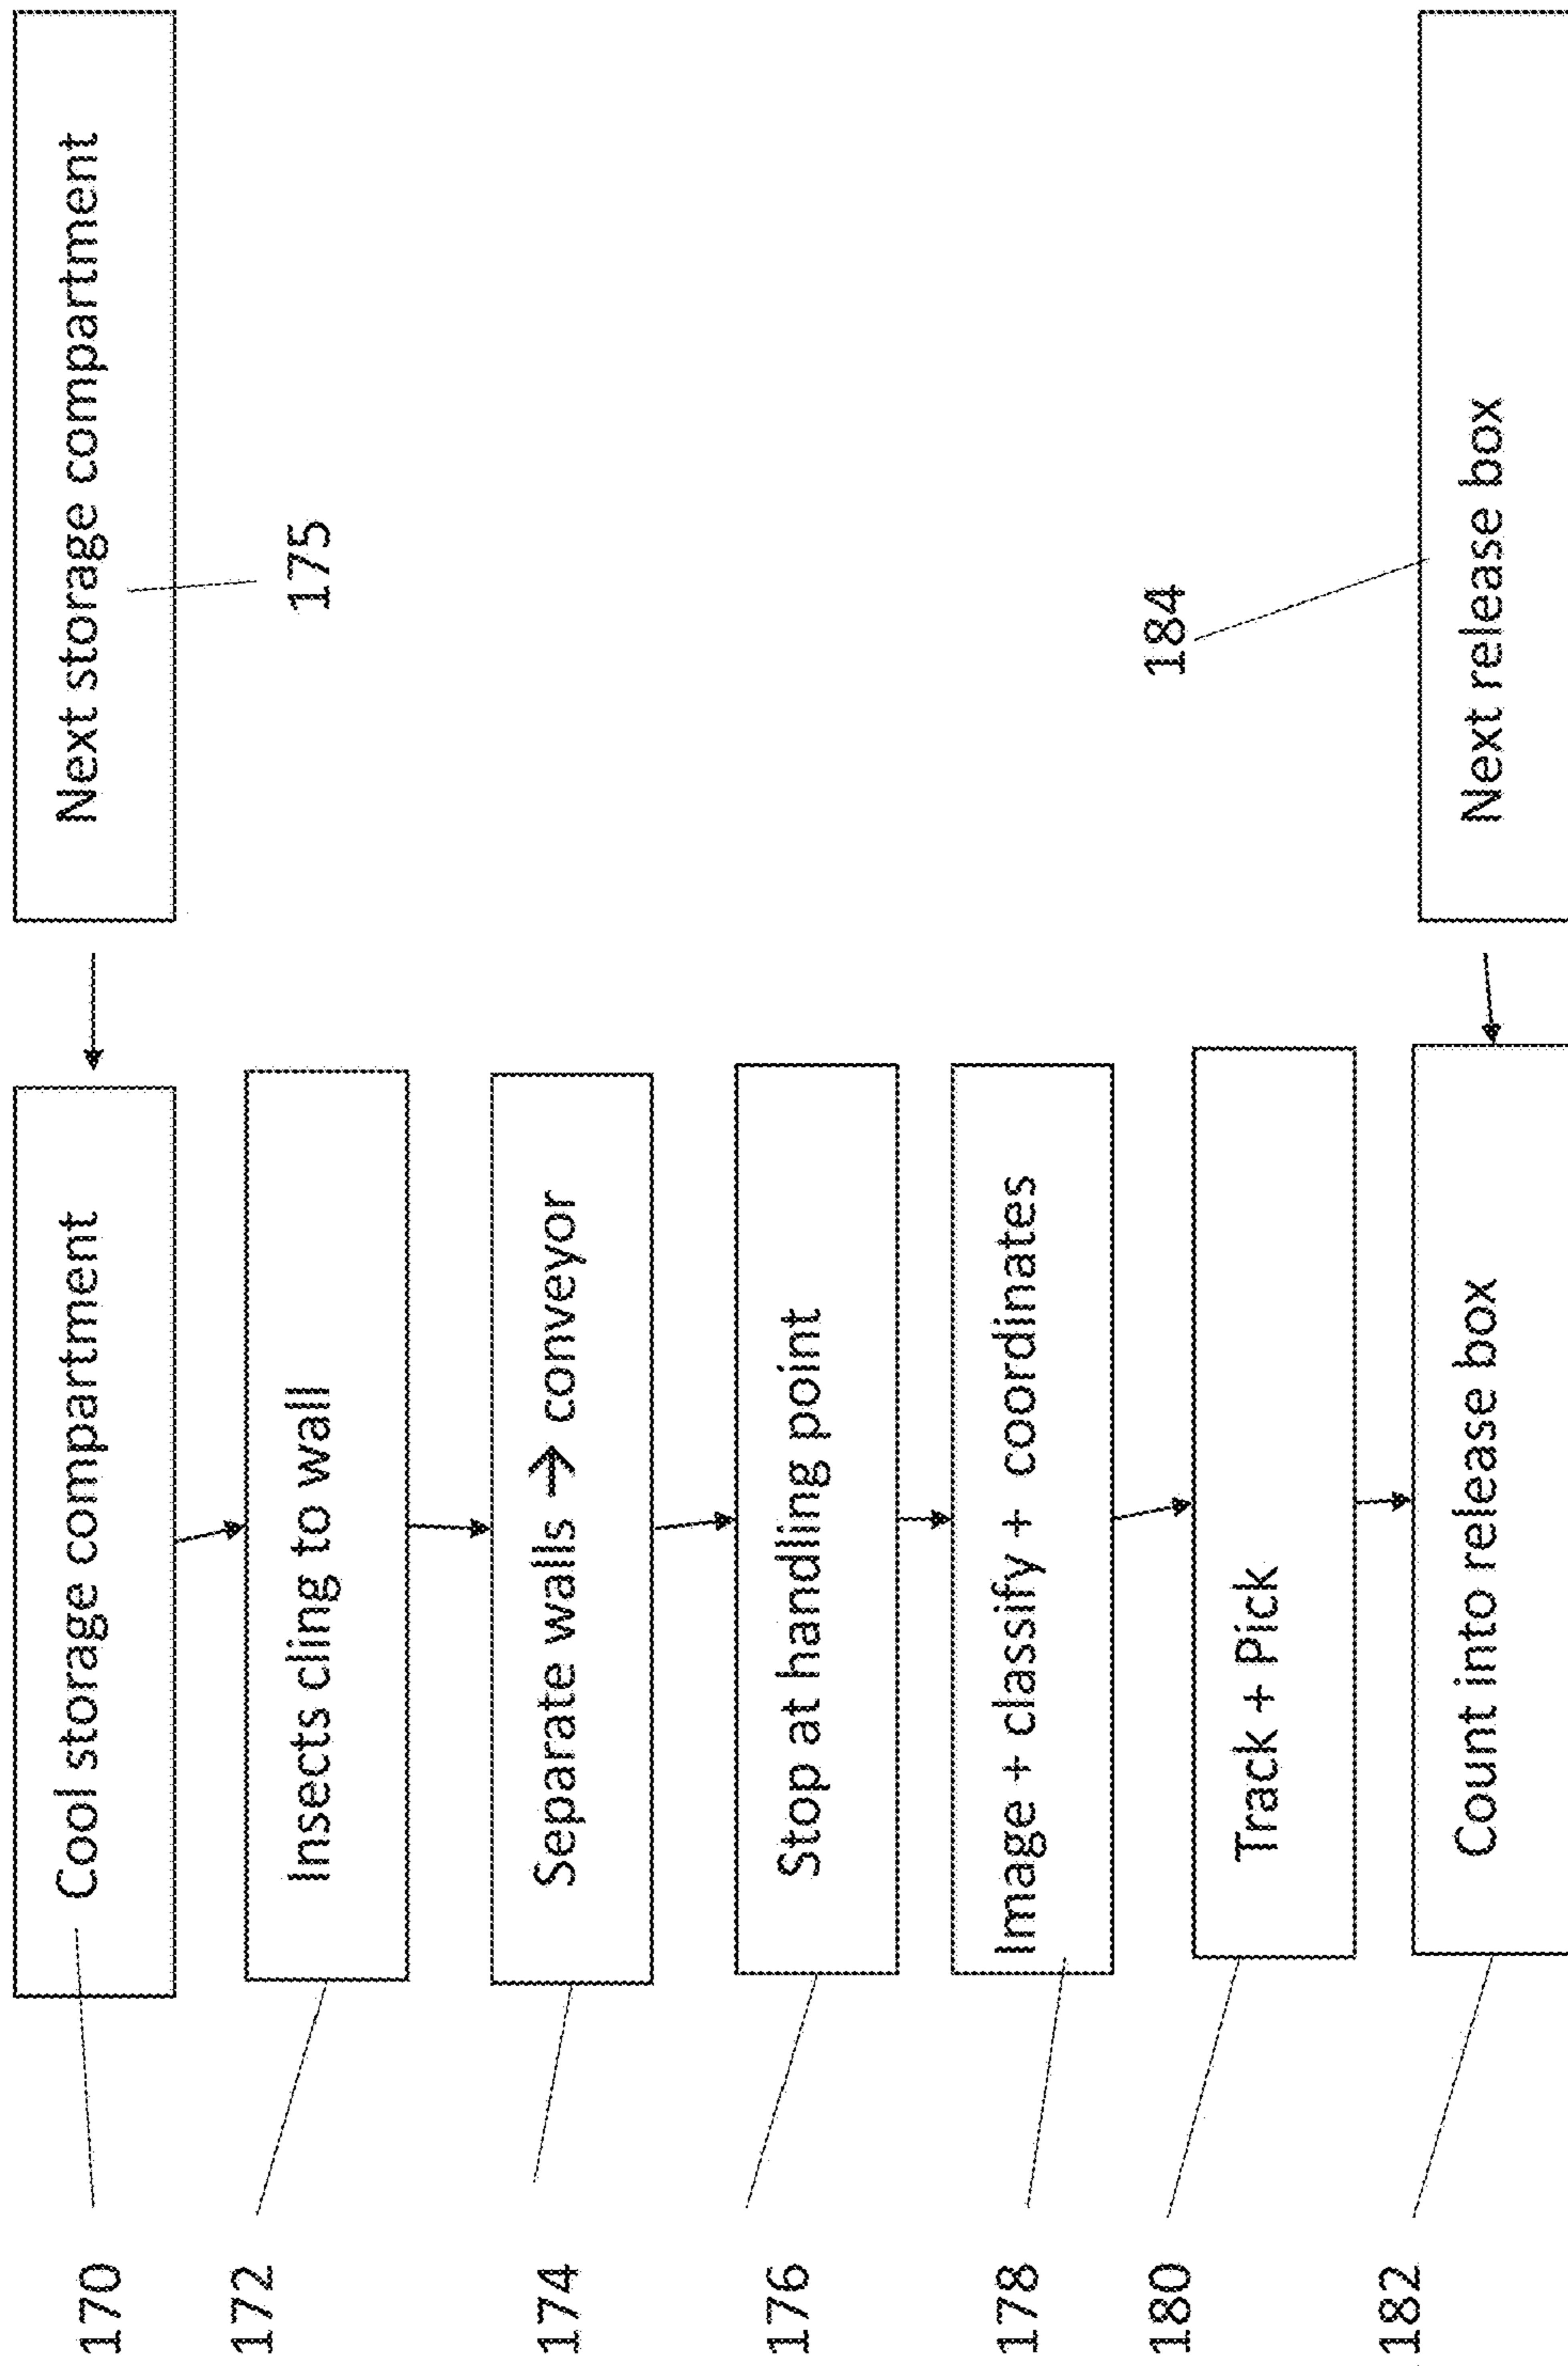 170
Cool storage compartment
Next storage compartment
175
172
Insects cling to wall
174
Separate walls → conveyor
176
Stop at handling point
178
Image + classify + coordinates
180
Track + Pick
184
182
Count into release box
Next release box